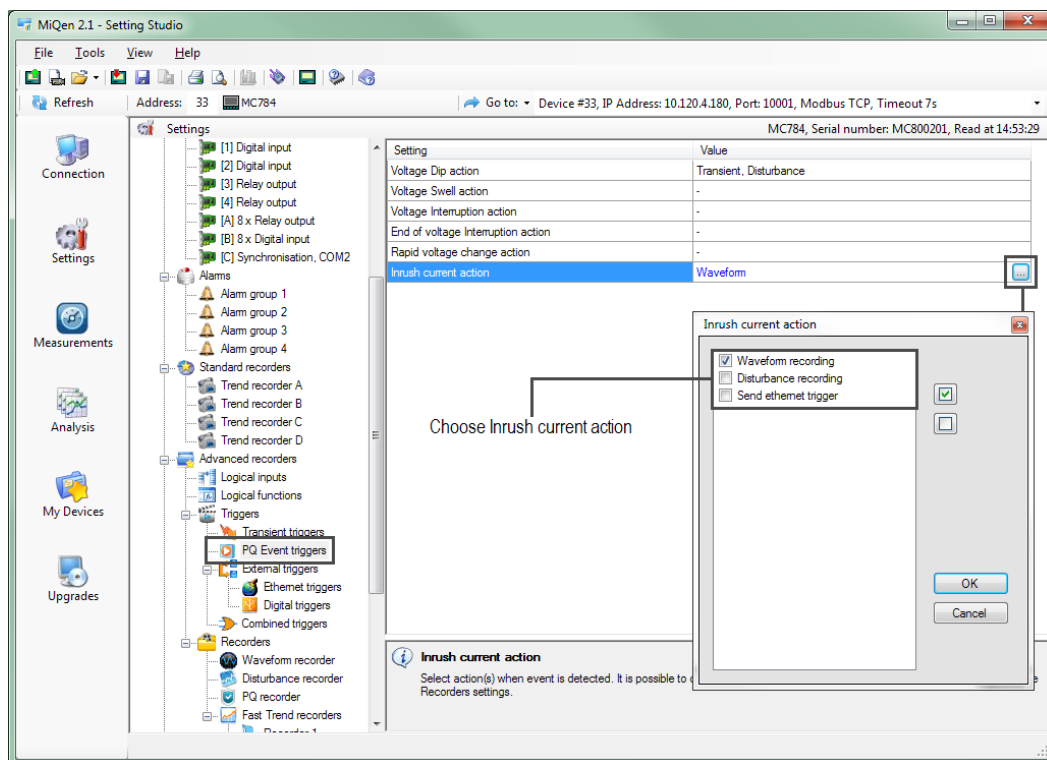 MiQen 2.1 - Setting Studio
File Tools View Help
Refresh Address: 33 MC784 Go to: Device #33, IP Address: 10.120.4.180, Port: 10001, Modbus TCP, Timeout 7s
Settings MC784, Serial number: MC800201, Read at 14:53:29
Connection
Settings
Measurements
Analysis
My Devices
Upgrades
[1] Digital input
[2] Digital input
[3] Relay output
[4] Relay output
[A] 8 x Relay output
[B] 8 x Digital input
[C] Synchronisation, COM2
Alarms
Alarm group 1
Alarm group 2
Alarm group 3
Alarm group 4
Standard recorders
Trend recorder A
Trend recorder B
Trend recorder C
Trend recorder D
Advanced recorders
Logical inputs
Logical functions
Triggers
Transient triggers
PQ Event triggers
External triggers
Ethernet triggers
Digital triggers
Combined triggers
Recorders
Waveform recorder
Disturbance recorder
PQ recorder
Fast Trend recorders
Setting Value
Voltage Dip action Transient, Disturbance
Voltage Swell action -
Voltage Interruption action -
End of voltage Interruption action -
Rapid voltage change action -
Inrush current action Waveform ...
Inrush current action
Waveform recording
Disturbance recording
Send ethernet trigger
OK
Cancel
Choose Inrush current action
Inrush current action
Select action(s) when event is detected. It is possible to
Recorders settings.